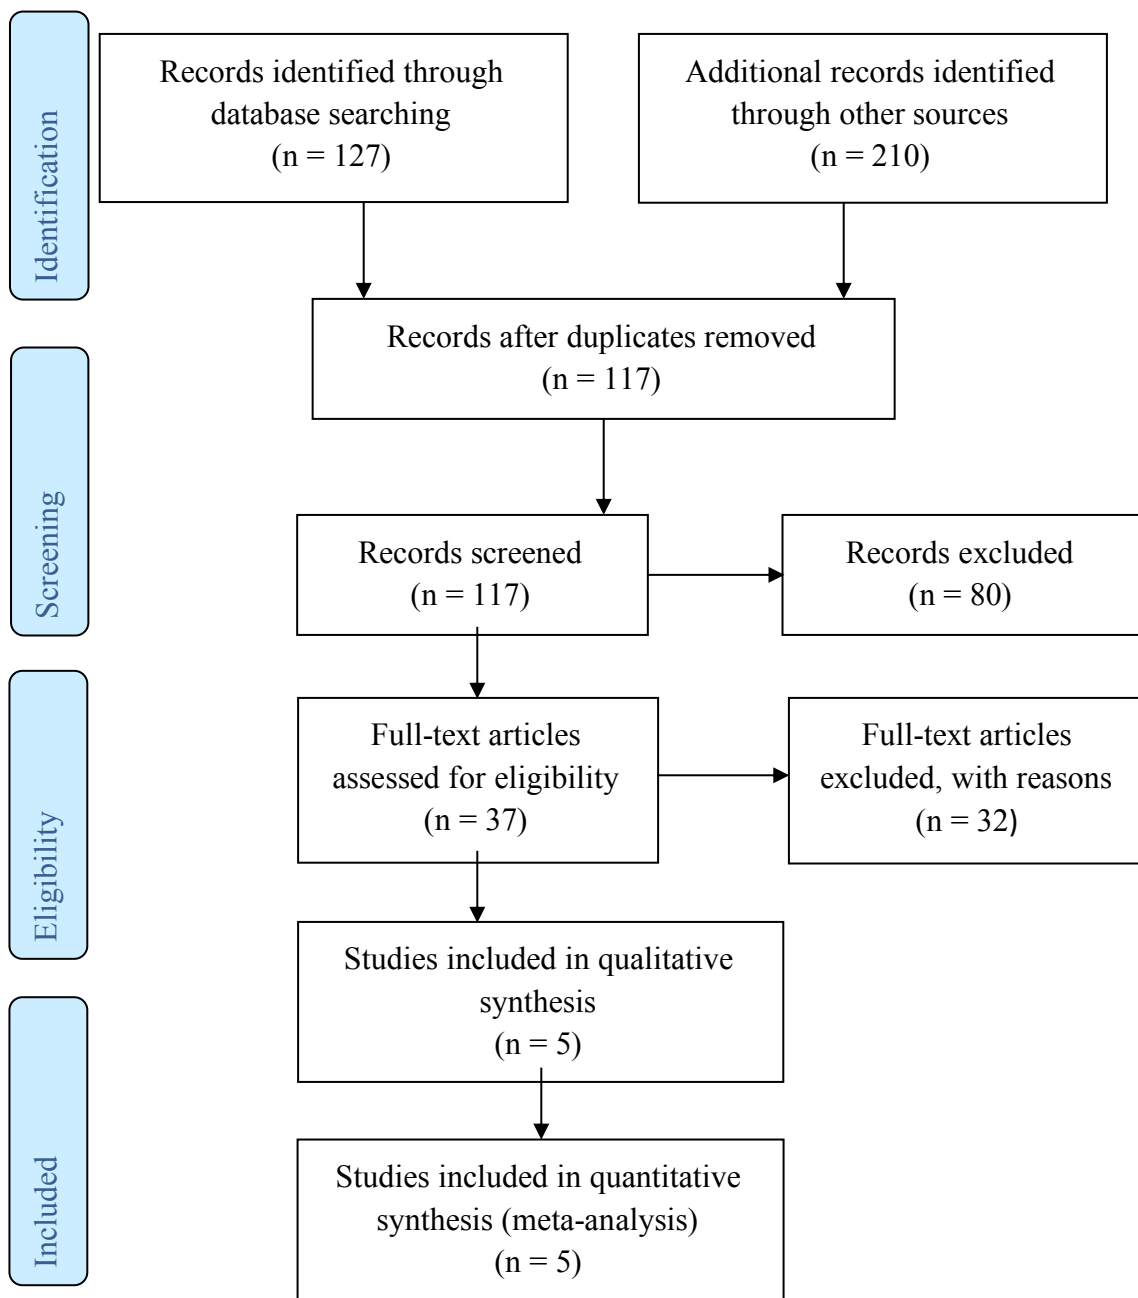 Identification
Records identified through
database searching
(n = 127)
Additional records identified
through other sources
(n = 210)
Records after duplicates removed
(n = 117)
Screening
Records screened
(n = 117)
Records excluded
(n = 80)
Eligibility
Full-text articles
assessed for eligibility
(n = 37)
Full-text articles
excluded, with reasons
(n = 32)
Studies included in qualitative
synthesis
(n = 5)
Included
Studies included in quantitative
synthesis (meta-analysis)
(n = 5)